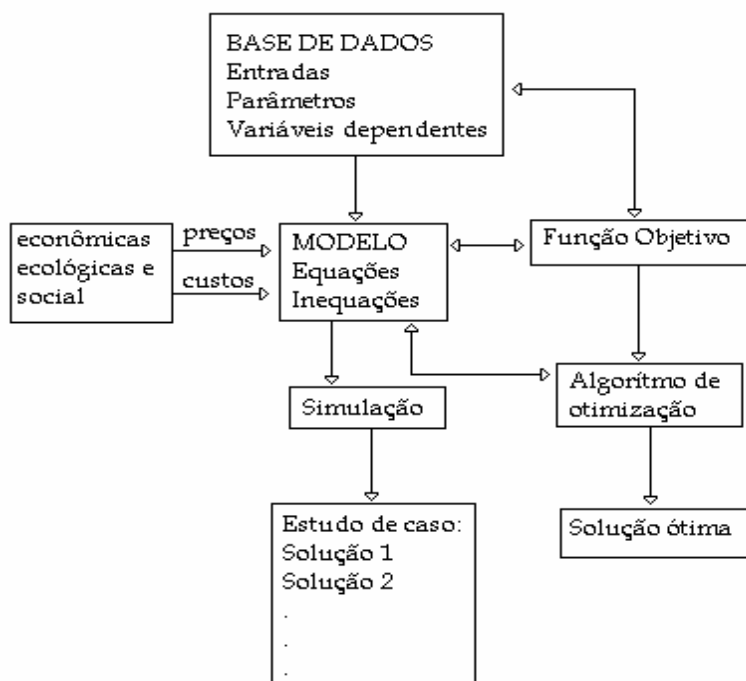 BASE DE DADOS
Entradas
Parâmetros
Variáveis dependentes
econômicas
ecológicas e
social
preços
custos
MODELO
Equações
Inequações
Função Objetivo
Simulação
Algorítmo de
otimização
Estudo de caso:
Solução 1
Solução 2
.
.
.
Solução ótima